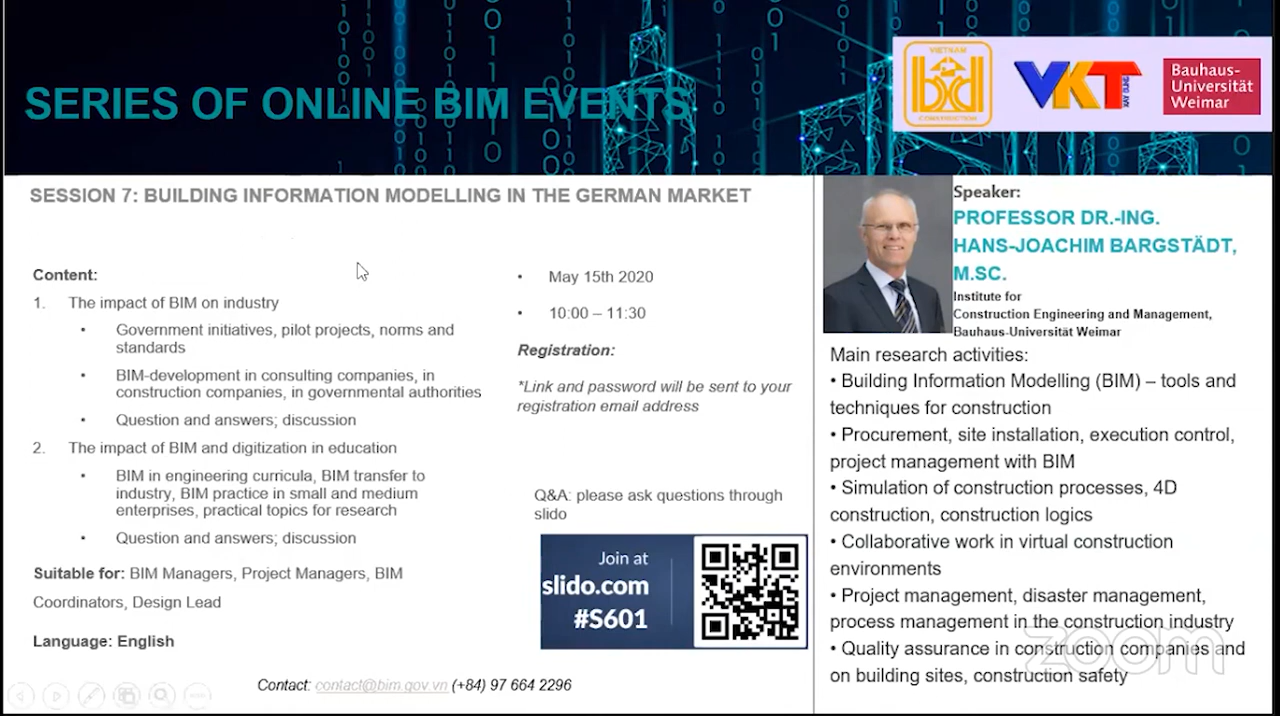 SERIES OF ONLINE BIM EVENTS
VIETNAM
bxd
CONSTRUCTION
VKT
XAY DUNG
Bauhaus-
Universität
Weimar
SESSION 7: BUILDING INFORMATION MODELLING IN THE GERMAN MARKET
Content:
1. The impact of BIM on industry
• Government initiatives, pilot projects, norms and
standards
• BIM-development in consulting companies, in
construction companies, in governmental authorities
• Question and answers; discussion
2. The impact of BIM and digitization in education
• BIM in engineering curricula, BIM transfer to
industry, BIM practice in small and medium
enterprises, practical topics for research
• Question and answers; discussion
Suitable for: BIM Managers, Project Managers, BIM
Coordinators, Design Lead
Language: English
• May 15th 2020
• 10:00 – 11:30
Registration:
*Link and password will be sent to your
registration email address
Q&A: please ask questions through
slido
Join at
slido.com
#S601
Contact: contact@bim.gov.vn (+84) 97 664 2296
Speaker:
PROFESSOR DR.-ING.
HANS-JOACHIM BARGSTÄDT,
M.SC.
Institute for
Construction Engineering and Management,
Bauhaus-Universität Weimar
Main research activities:
• Building Information Modelling (BIM) – tools and
techniques for construction
• Procurement, site installation, execution control,
project management with BIM
• Simulation of construction processes, 4D
construction, construction logics
• Collaborative work in virtual construction
environments
• Project management, disaster management,
process management in the construction industry
• Quality assurance in construction companies and
on building sites, construction safety
zoom